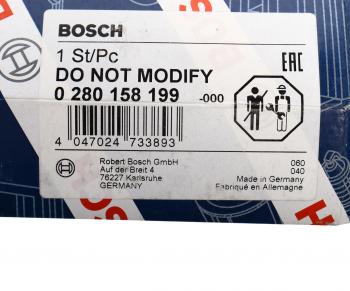 BOSCH
1 St/Pc
EAC
DO NOT MODIFY
0 280 158 199 -000
4 047024 733893
Robert Bosch GmbH
Auf der Breit 4
76227 Karlsruhe
GERMANY
060
040
Made in Germany
Fabriqué en Allemagne